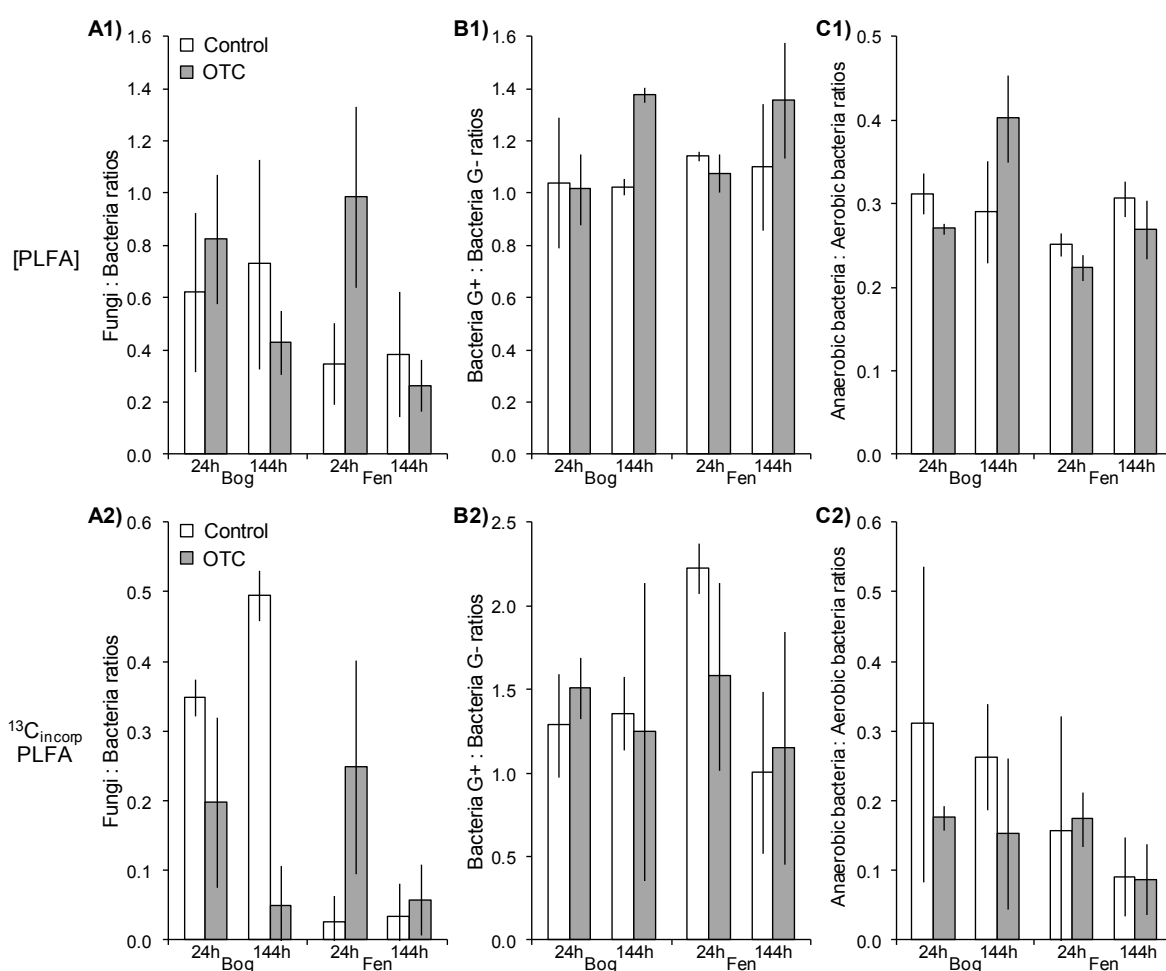 A1)
Control
OTC
[PLFA]
Fungi : Bacteria ratios
1.6
1.4
1.2
1.0
0.8
0.6
0.4
0.2
0.0
24h 144h 24h 144h
Bog Fen
B1)
Bacteria G+ : Bacteria G- ratios
1.6
1.4
1.2
1.0
0.8
0.6
0.4
0.2
0.0
24h 144h 24h 144h
Bog Fen
C1)
Anaerobic bacteria : Aerobic bacteria ratios
0.5
0.4
0.3
0.2
0.1
0.0
24h 144h 24h 144h
Bog Fen
A2)
Control
OTC
13C incorp
PLFA
Fungi : Bacteria ratios
0.6
0.5
0.4
0.3
0.2
0.1
0.0
24h 144h 24h 144h
Bog Fen
B2)
Bacteria G+ : Bacteria G- ratios
2.5
2.0
1.5
1.0
0.5
0.0
24h 144h 24h 144h
Bog Fen
C2)
Anaerobic bacteria : Aerobic bacteria ratios
0.6
0.5
0.4
0.3
0.2
0.1
0.0
24h 144h 24h 144h
Bog Fen